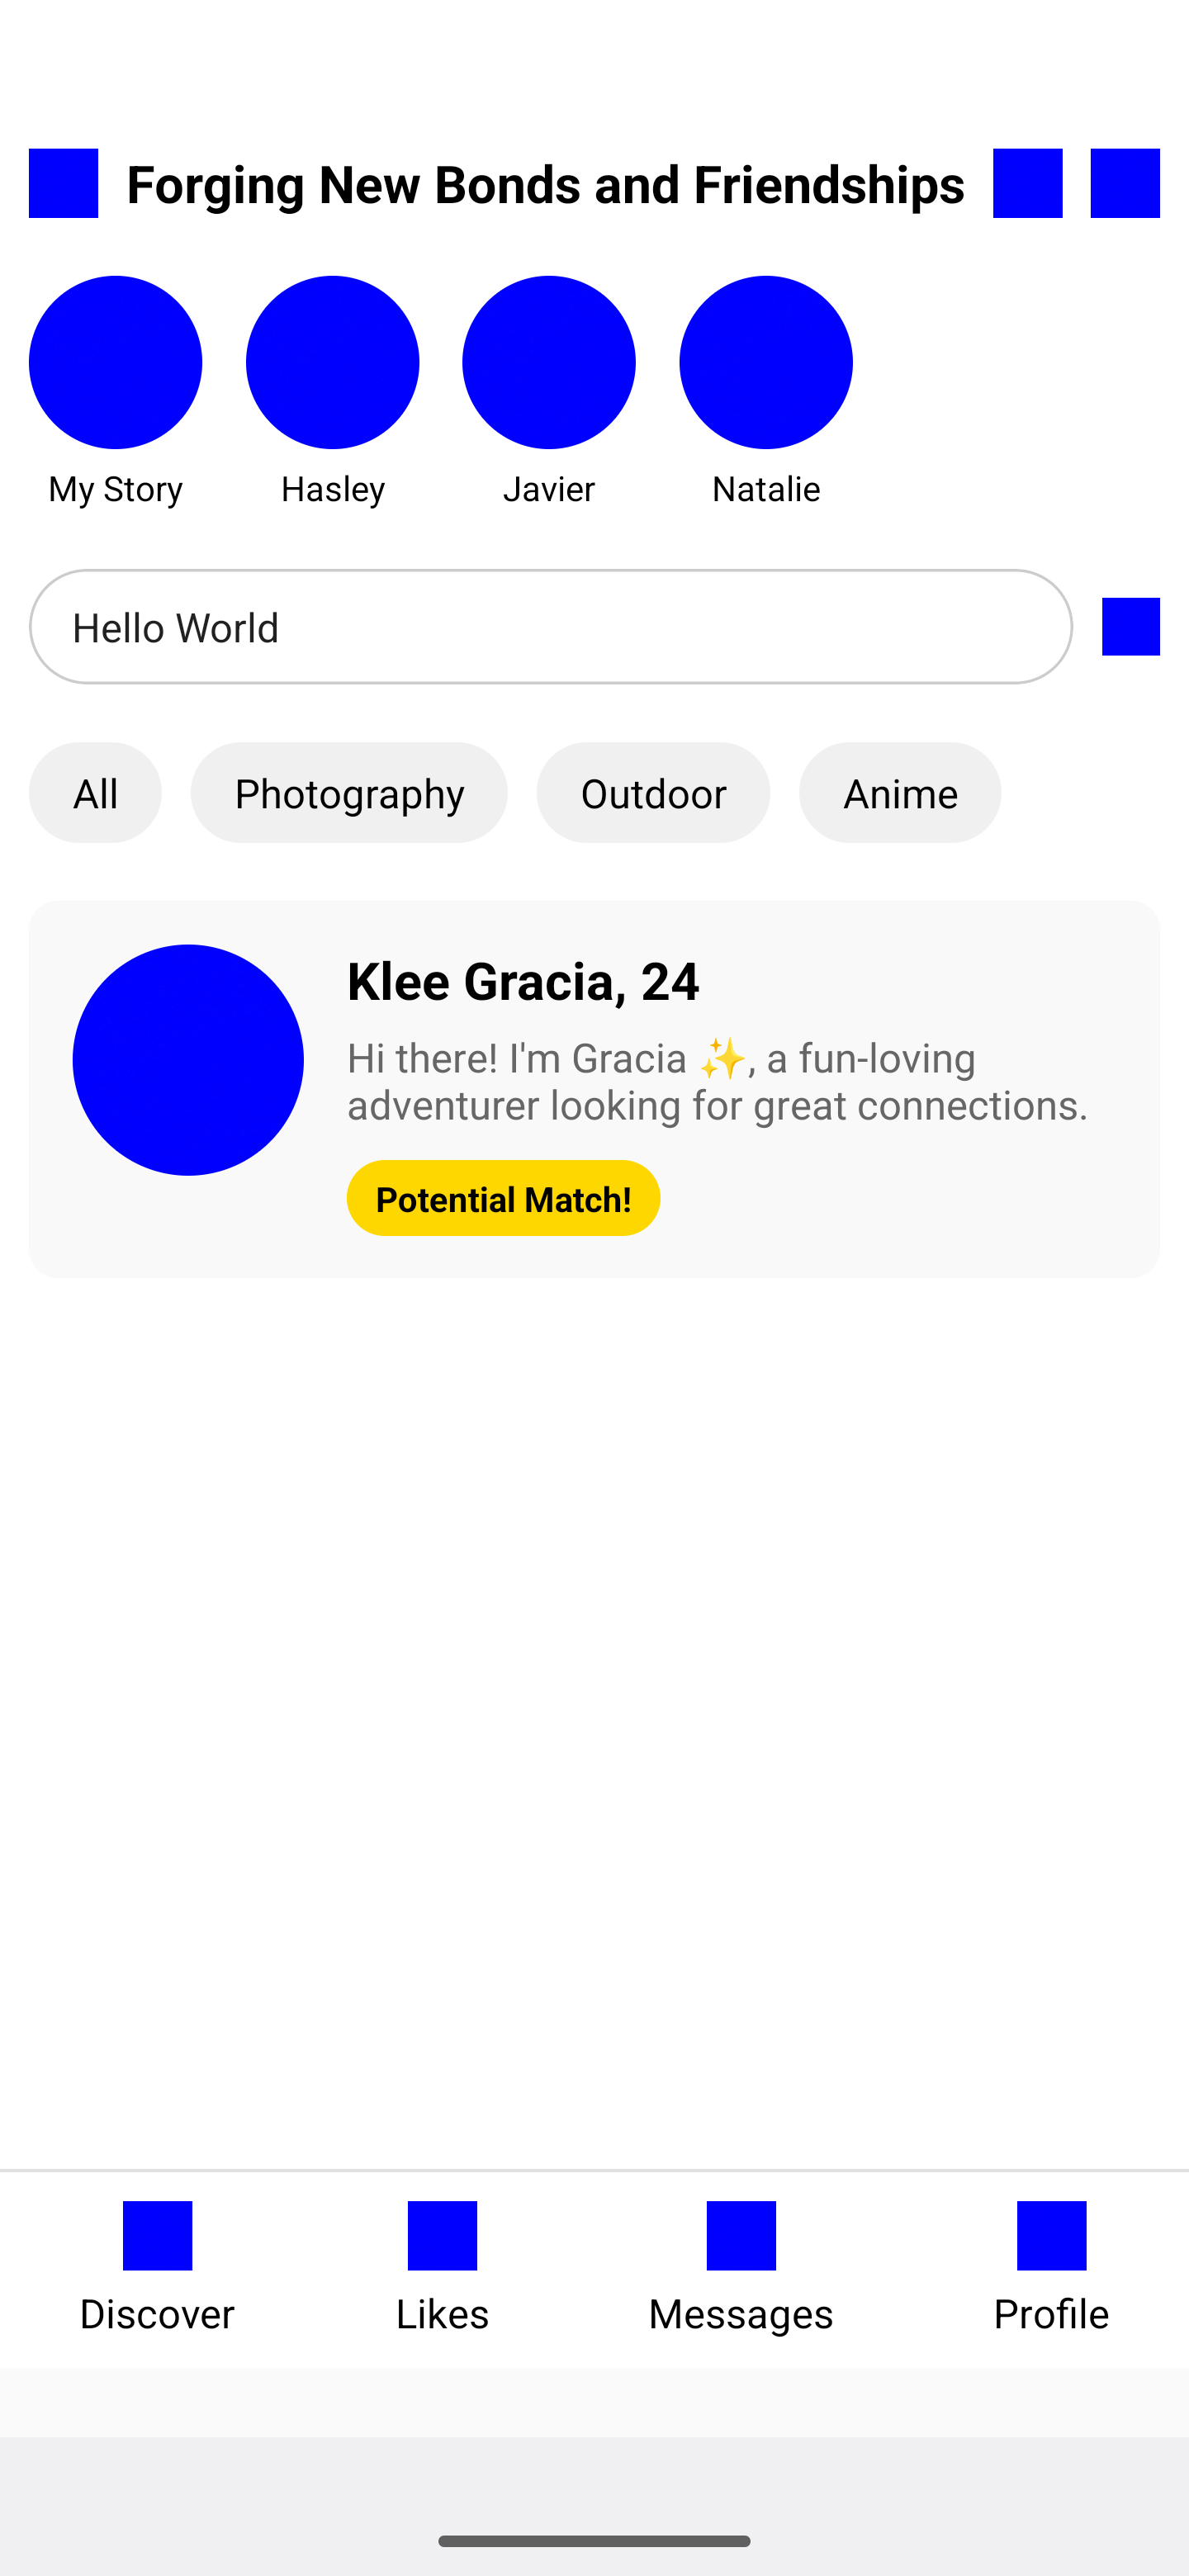 Forging New Bonds and Friendships
My Story
Hasley
Javier
Natalie
Hello World
All
Photography
Outdoor
Anime
Klee Gracia, 24
Hi there! I'm Gracia ✨, a fun-loving
adventurer looking for great connections.
Potential Match!
Discover
Likes
Messages
Profile